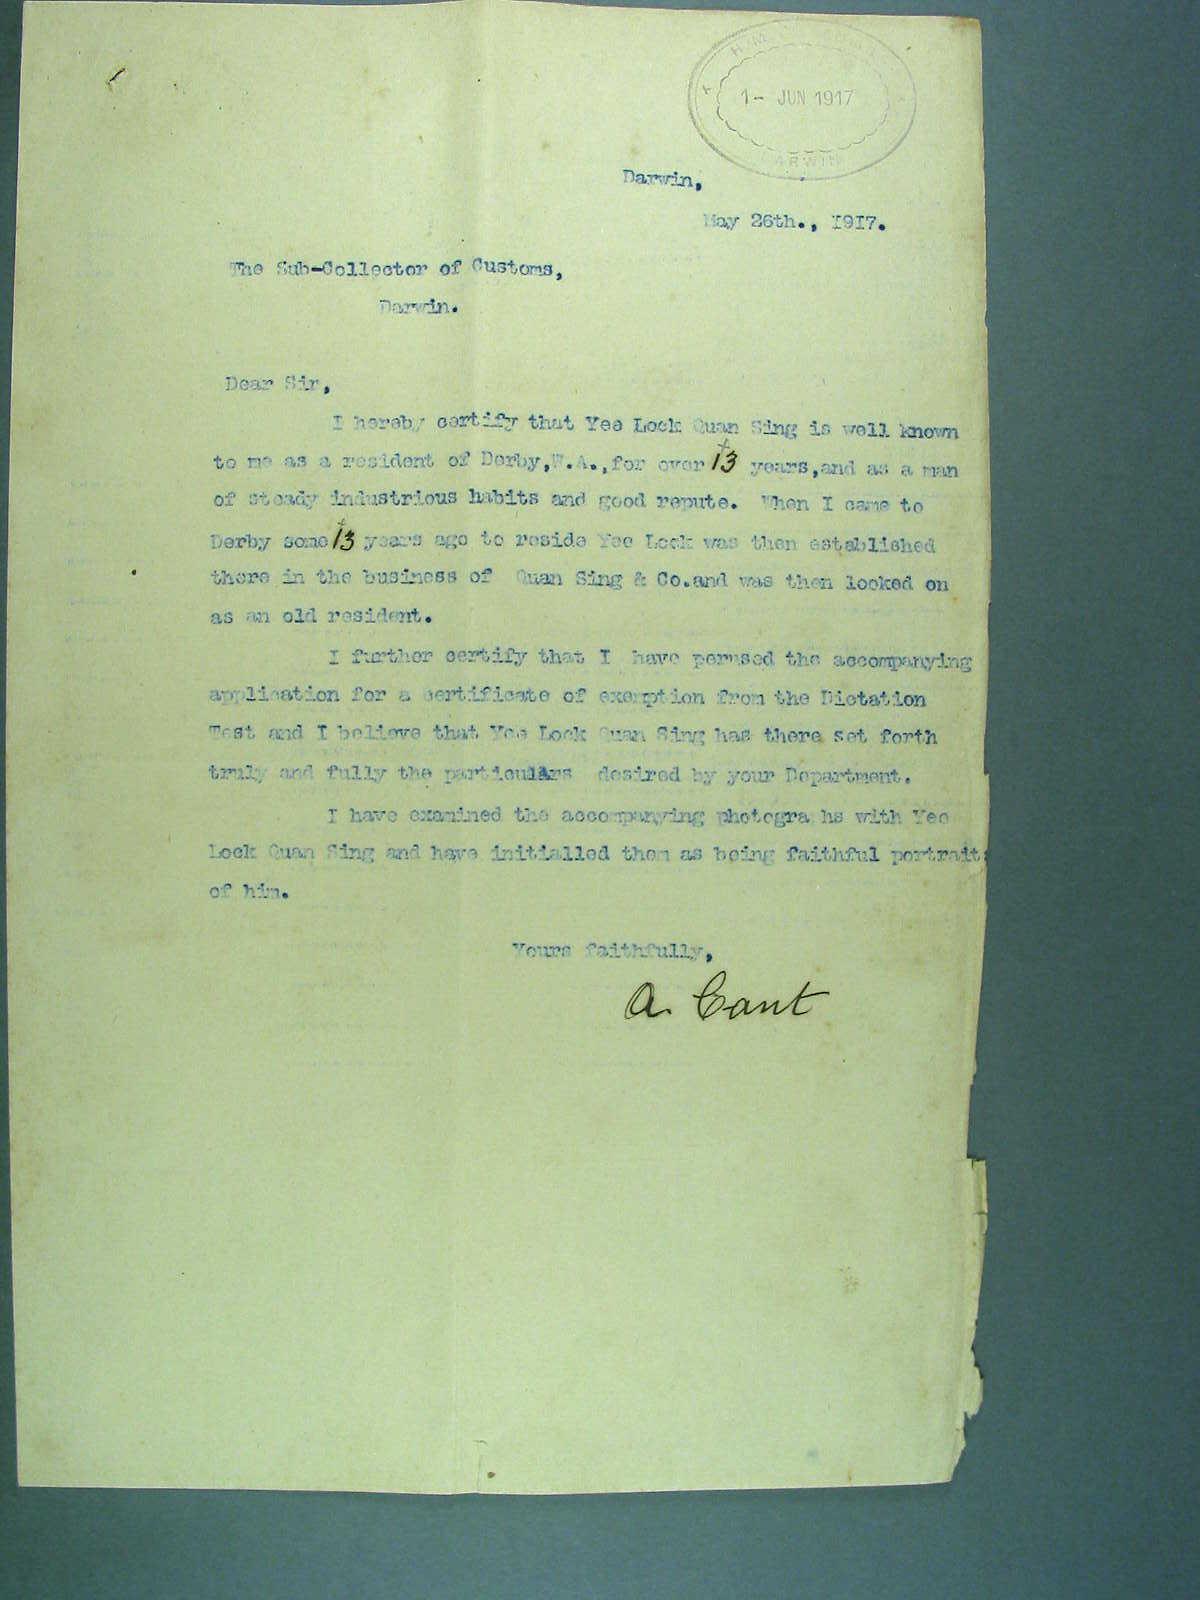 H.M. CUSTOMS
1- JUN 1917
DARWIN
Darwin,
May 26th., 1917.
The Sub-Collector of Customs,
Darwin.
Dear Sir,
I hereby certify that Yee Lock Quan Sing is well known
to me as a resident of Derby,W.A.,for over 13 years,and as a man
of steady industrious habits and good repute. When I came to
Derby some 13 years ago to reside Yee Lock was then established
there in the business of Quan Sing & Co.and was then looked on
as an old resident.
I further certify that I have perused the accompanying
application for a certificate of exemption from the Dictation
Test and I believe that Yee Lock Quan Sing has there set forth
truly and fully the particulars desired by your Department.
I have examined the accompanying photogra hs with Yee
Lock Quan Sing and have initialled them as being faithful portraits
of him.
Yours faithfully,
A. Cant